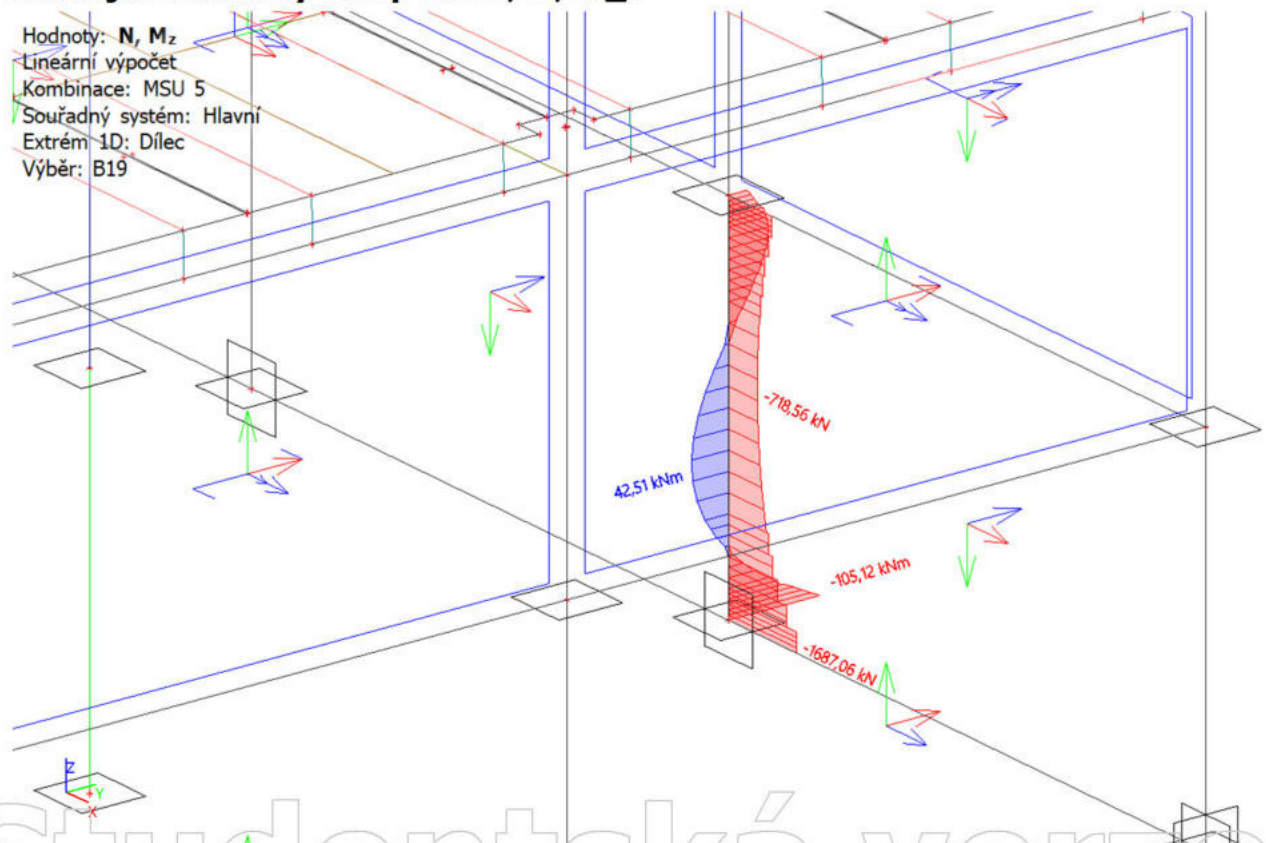 Hodnoty: N, Mz
Lineární výpočet
Kombinace: MSU 5
Souřadný systém: Hlavní
Extrém 1D: Dílec
Výběr: B19
-718,56 kN
42,51 kNm
-105,12 kNm
-1687,06 kN
Z
Y
X
Studentská